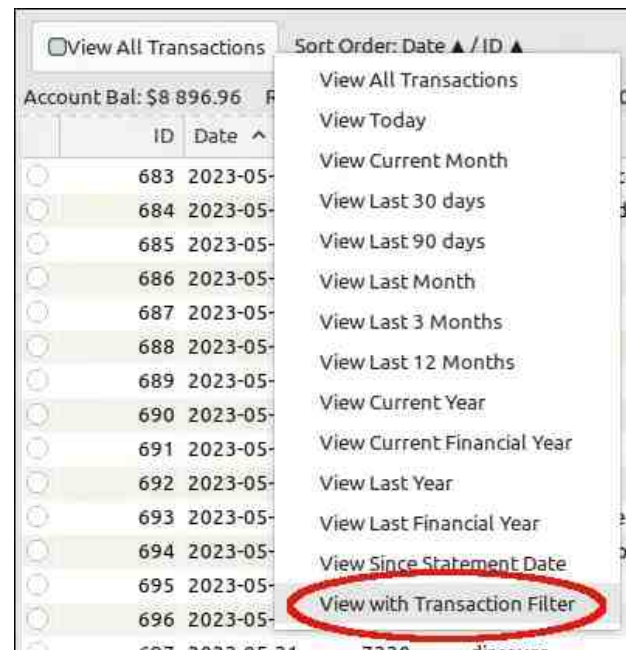 View All Transactions Sort Order: Date ▲ / ID ▲
Account Bal: $8 896.96
ID Date ^
683 2023-05-
684 2023-05-
685 2023-05-
686 2023-05-
687 2023-05-
688 2023-05-
689 2023-05-
690 2023-05-
691 2023-05-
692 2023-05-
693 2023-05-
694 2023-05-
695 2023-05-
696 2023-05-
View All Transactions
View Today
View Current Month
View Last 30 days
View Last 90 days
View Last Month
View Last 3 Months
View Last 12 Months
View Current Year
View Current Financial Year
View Last Year
View Last Financial Year
View Since Statement Date
View with Transaction Filter